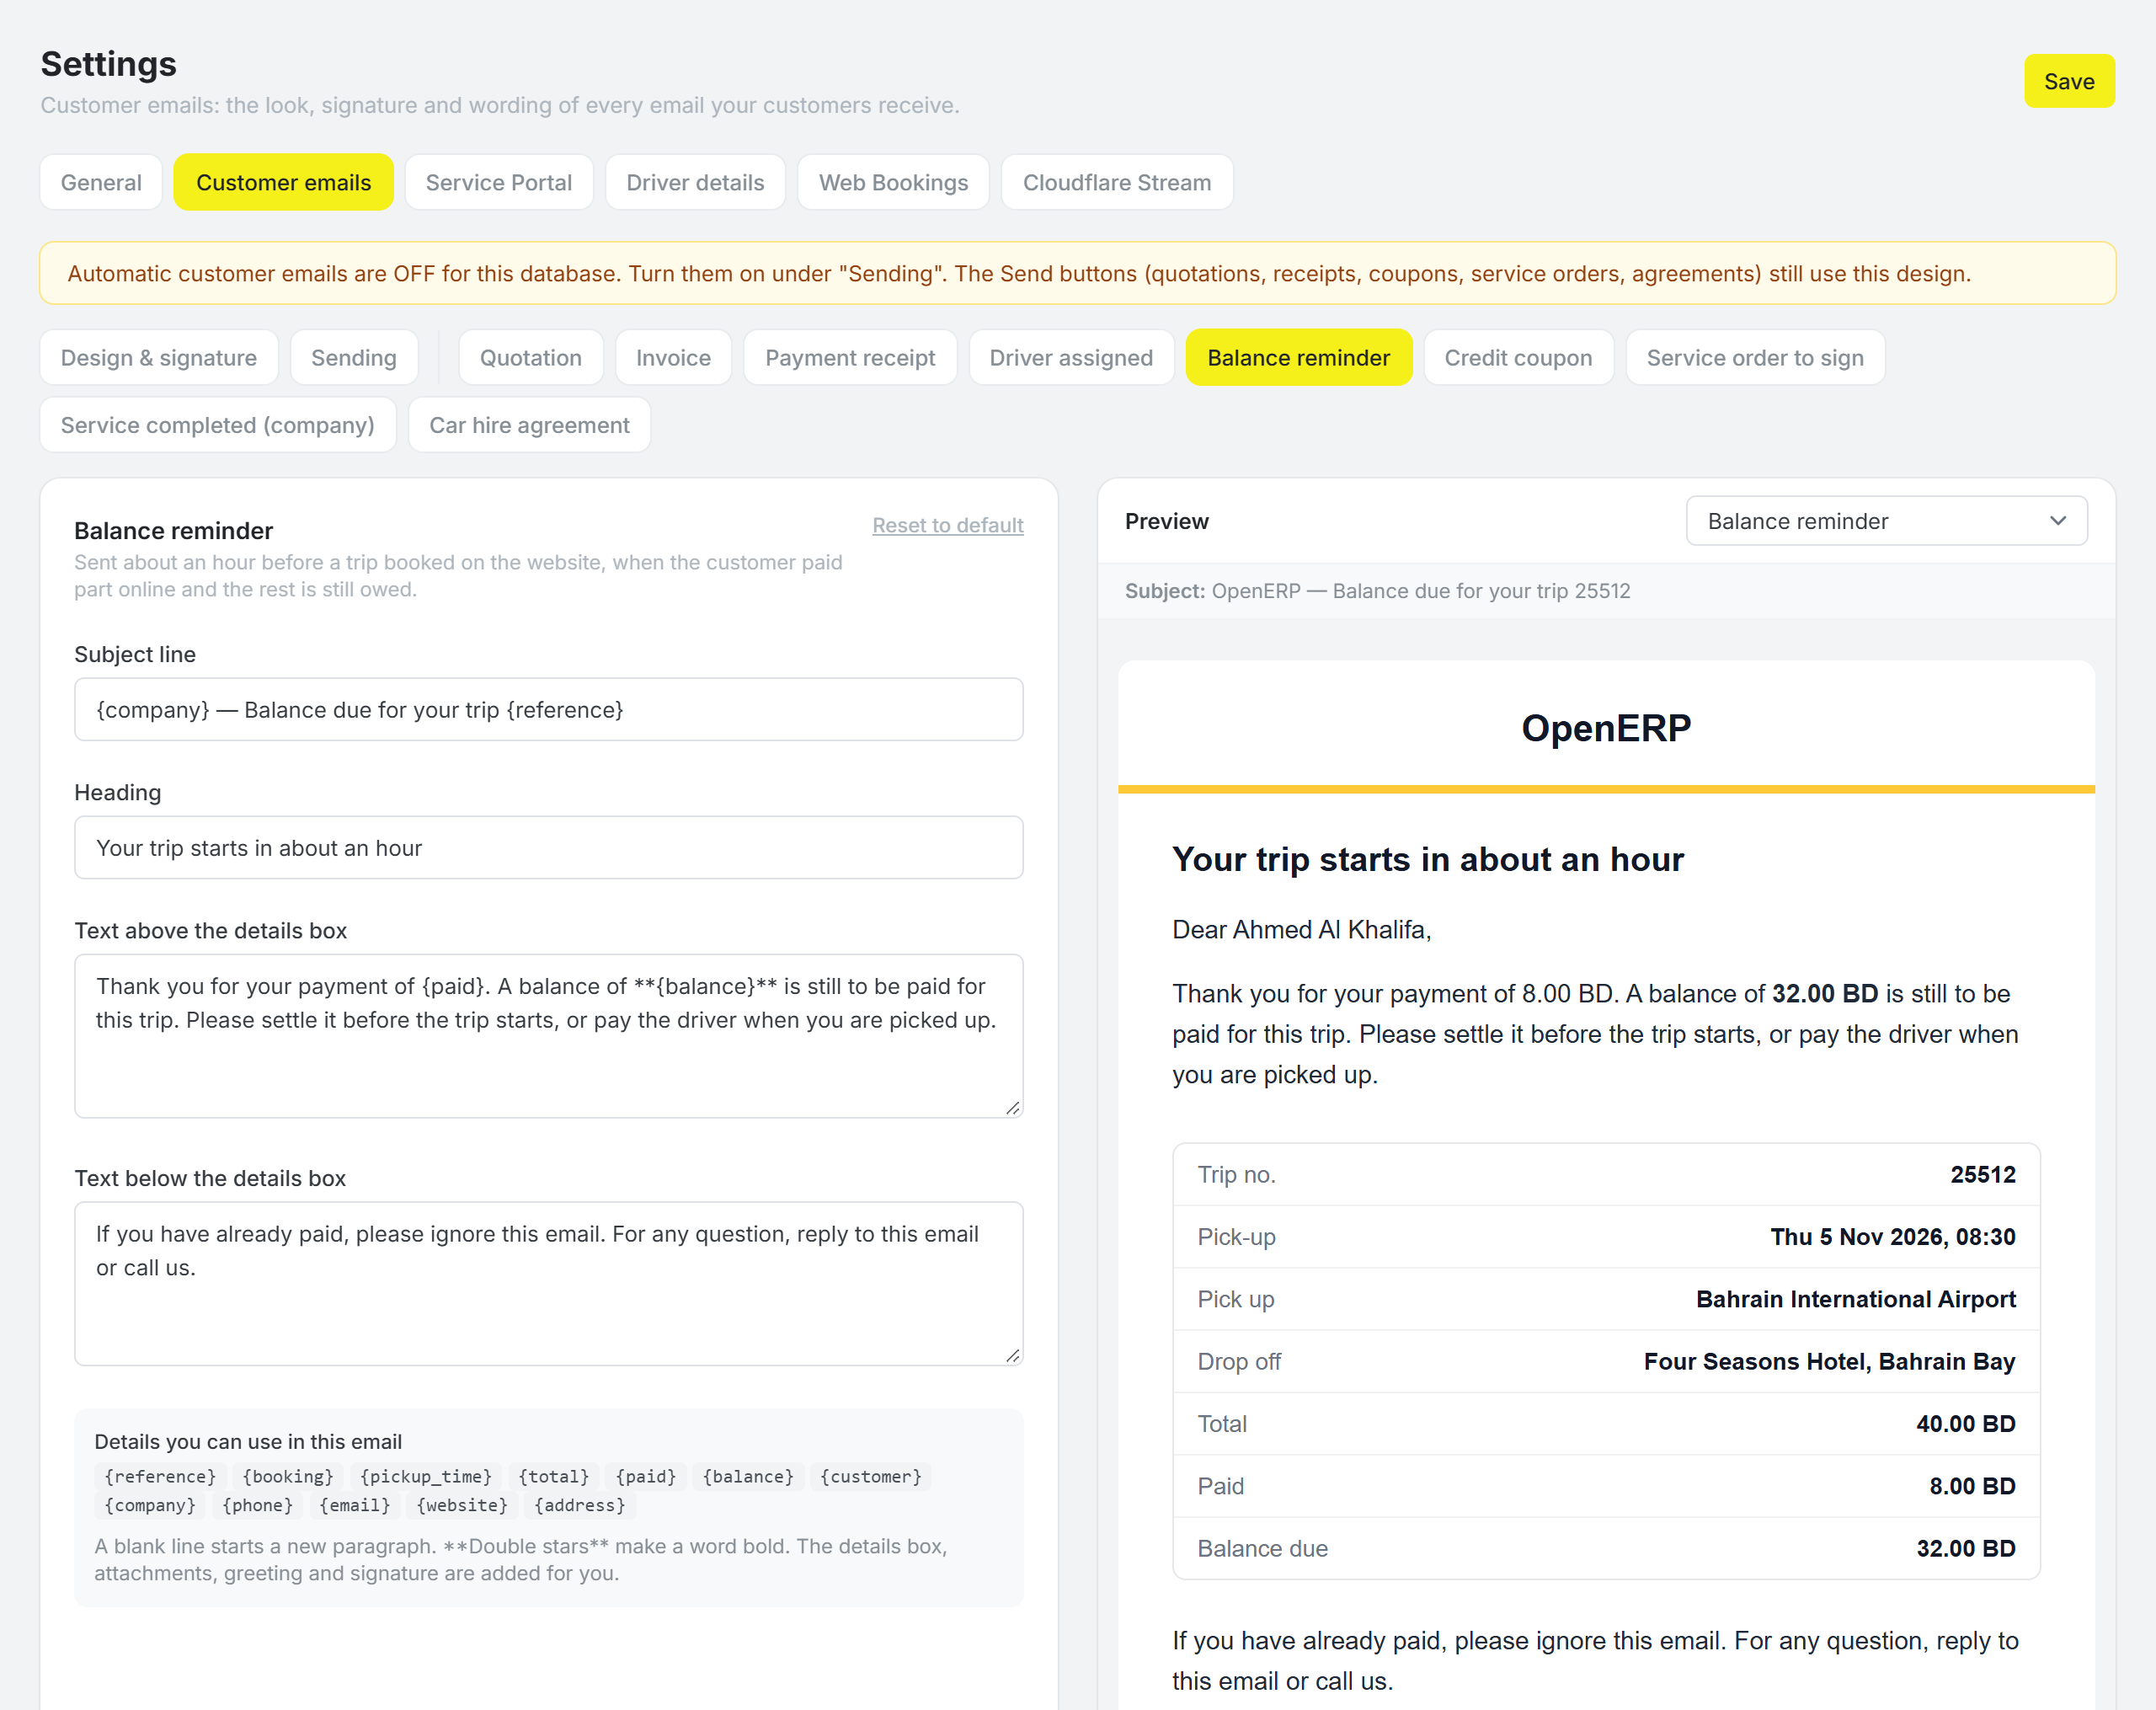 Settings
Customer emails: the look, signature and wording of every email your customers receive.
Save
General
Customer emails
Service Portal
Driver details
Web Bookings
Cloudflare Stream
Automatic customer emails are OFF for this database. Turn them on under "Sending". The Send buttons (quotations, receipts, coupons, service orders, agreements) still use this design.
Design & signature
Sending
Quotation
Invoice
Payment receipt
Driver assigned
Balance reminder
Credit coupon
Service order to sign
Service completed (company)
Car hire agreement
Balance reminder
Reset to default
Sent about an hour before a trip booked on the website, when the customer paid
part online and the rest is still owed.
Subject line
{company} — Balance due for your trip {reference}
Heading
Your trip starts in about an hour
Text above the details box
Thank you for your payment of {paid}. A balance of **{balance}** is still to be paid for
this trip. Please settle it before the trip starts, or pay the driver when you are picked up.
Text below the details box
If you have already paid, please ignore this email. For any question, reply to this email
or call us.
Details you can use in this email
{reference} {booking} {pickup_time} {total} {paid} {balance} {customer}
{company} {phone} {email} {website} {address}
A blank line starts a new paragraph. **Double stars** make a word bold. The details box,
attachments, greeting and signature are added for you.
Preview
Balance reminder
Subject: OpenERP — Balance due for your trip 25512
OpenERP
Your trip starts in about an hour
Dear Ahmed Al Khalifa,
Thank you for your payment of 8.00 BD. A balance of 32.00 BD is still to be
paid for this trip. Please settle it before the trip starts, or pay the driver when
you are picked up.
Trip no. 25512
Pick-up Thu 5 Nov 2026, 08:30
Pick up Bahrain International Airport
Drop off Four Seasons Hotel, Bahrain Bay
Total 40.00 BD
Paid 8.00 BD
Balance due 32.00 BD
If you have already paid, please ignore this email. For any question, reply to
this email or call us.